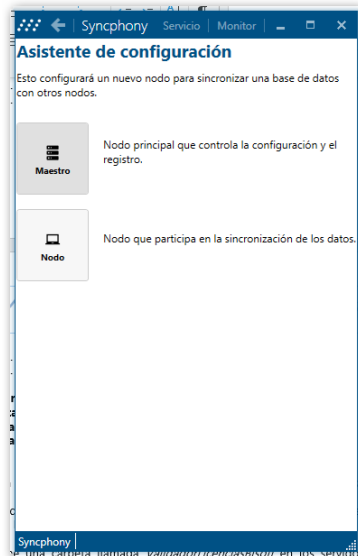 Syncphony Servicio Monitor
Asistente de configuración
Esto configurará un nuevo nodo para sincronizar una base de datos
con otros nodos.
Maestro
Nodo principal que controla la configuración y el
registro.
Nodo
Nodo que participa en la sincronización de los datos.
Syncphony